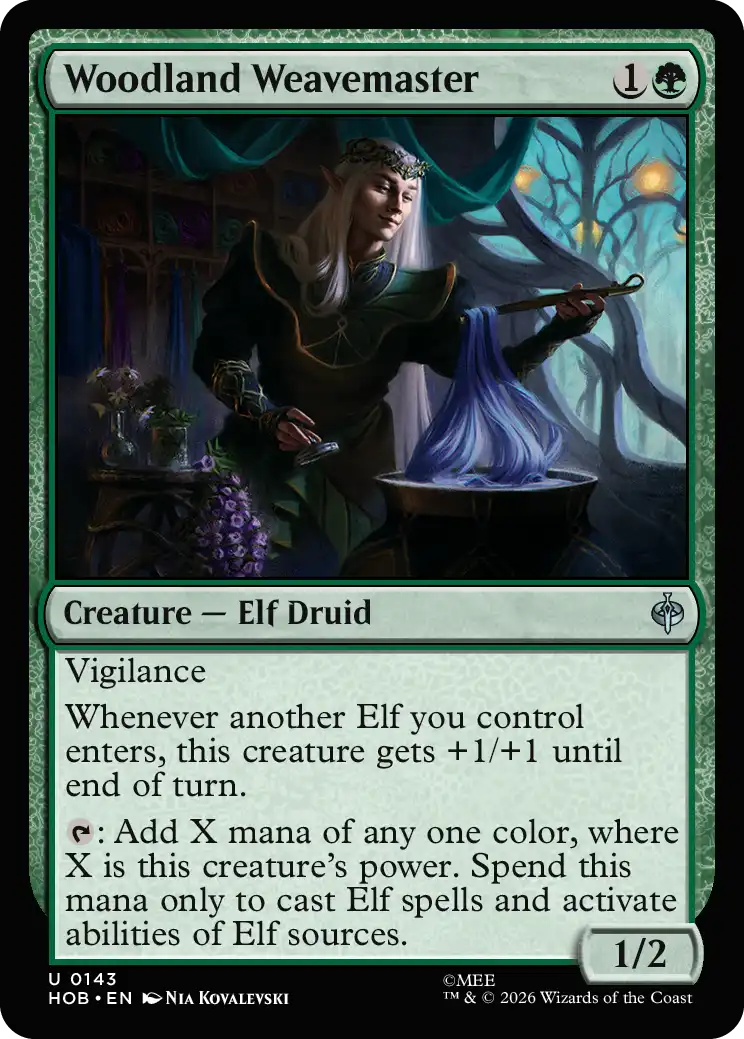 Woodland Weavemaster 1
Creature — Elf Druid
Vigilance
Whenever another Elf you control
enters, this creature gets +1/+1 until
end of turn.
: Add X mana of any one color, where
X is this creature's power. Spend this
mana only to cast Elf spells and activate
abilities of Elf sources.
1/2
U 0143
HOB • EN Nia Kovalevski
©MEE
™ & © 2026 Wizards of the Coast